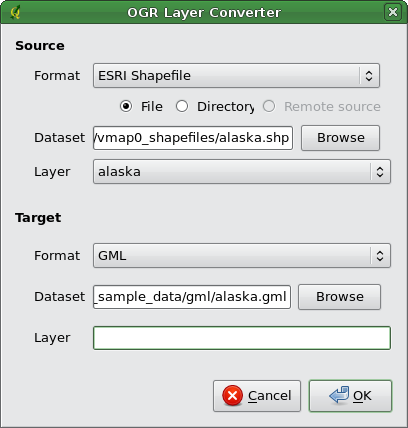 OGR Layer Converter
Source
Format ESRI Shapefile
File Directory Remote source
Dataset /vmap0_shapefiles/alaska.shp Browse
Layer alaska
Target
Format GML
Dataset _sample_data/gml/alaska.gml Browse
Layer
Cancel OK